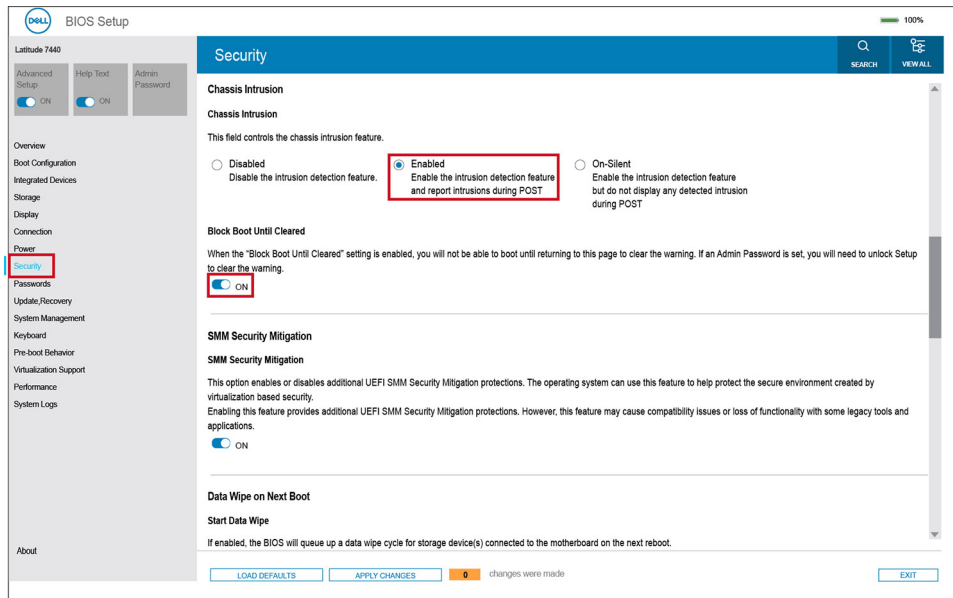 DELL
BIOS Setup
100%
Latitude 7440
Advanced Setup
ON
Help Text
ON
Admin Password
Security
SEARCH
VIEW ALL
Overview
Boot Configuration
Integrated Devices
Storage
Display
Connection
Power
Security
Passwords
Update,Recovery
System Management
Keyboard
Pre-boot Behavior
Virtualization Support
Performance
System Logs
About
Chassis Intrusion
Chassis Intrusion
This field controls the chassis intrusion feature.
Disabled
Disable the intrusion detection feature.
Enabled
Enable the intrusion detection feature
and report intrusions during POST
On-Silent
Enable the intrusion detection feature
but do not display any detected intrusion
during POST
Block Boot Until Cleared
When the "Block Boot Until Cleared" setting is enabled, you will not be able to boot until returning to this page to clear the warning. If an Admin Password is set, you will need to unlock Setup
to clear the warning.
ON
SMM Security Mitigation
SMM Security Mitigation
This option enables or disables additional UEFI SMM Security Mitigation protections. The operating system can use this feature to help protect the secure environment created by
virtualization based security.
Enabling this feature provides additional UEFI SMM Security Mitigation protections. However, this feature may cause compatibility issues or loss of functionality with some legacy tools and
applications.
ON
Data Wipe on Next Boot
Start Data Wipe
If enabled, the BIOS will queue up a data wipe cycle for storage device(s) connected to the motherboard on the next reboot.
LOAD DEFAULTS
APPLY CHANGES
0
changes were made
EXIT